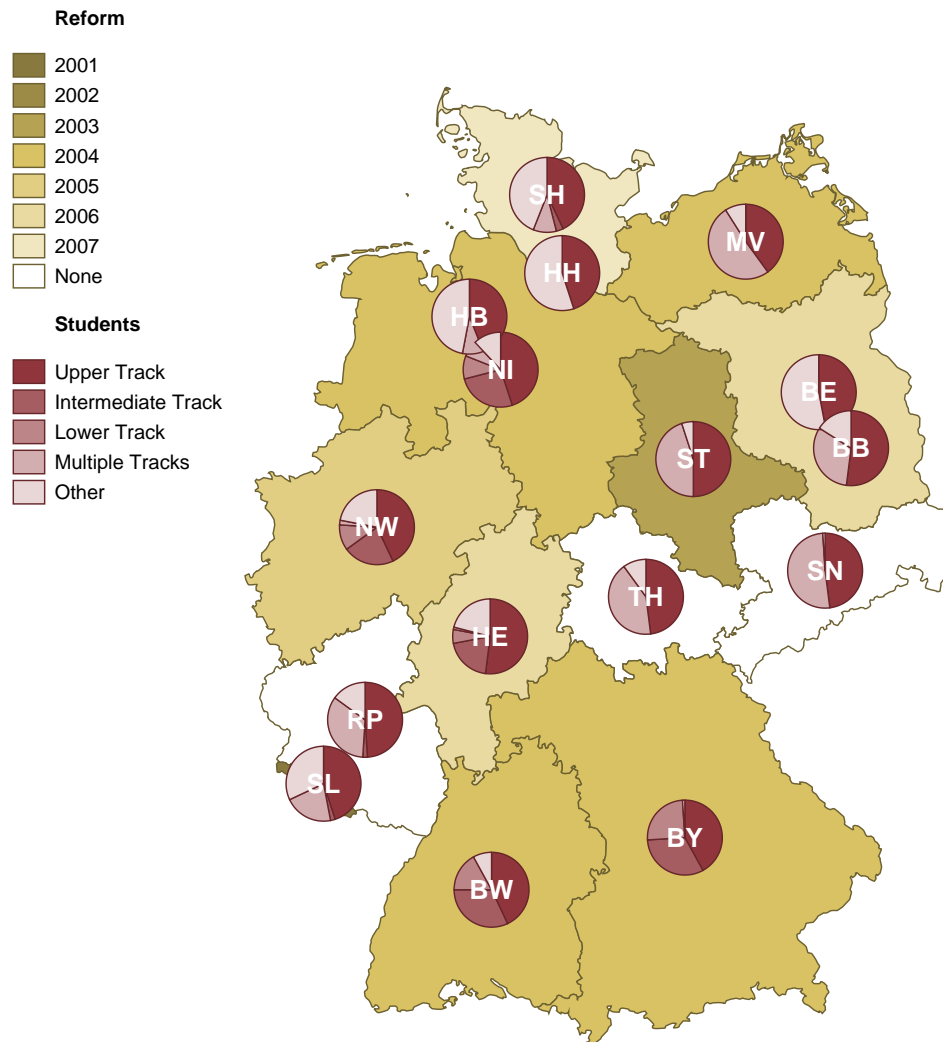 Reform
2001
2002
2003
2004
2005
2006
2007
None
Students
Upper Track
Intermediate Track
Lower Track
Multiple Tracks
Other
SH
MV
HH
HB
NI
BE
BB
ST
NW
SN
TH
HE
RP
SL
BY
BW